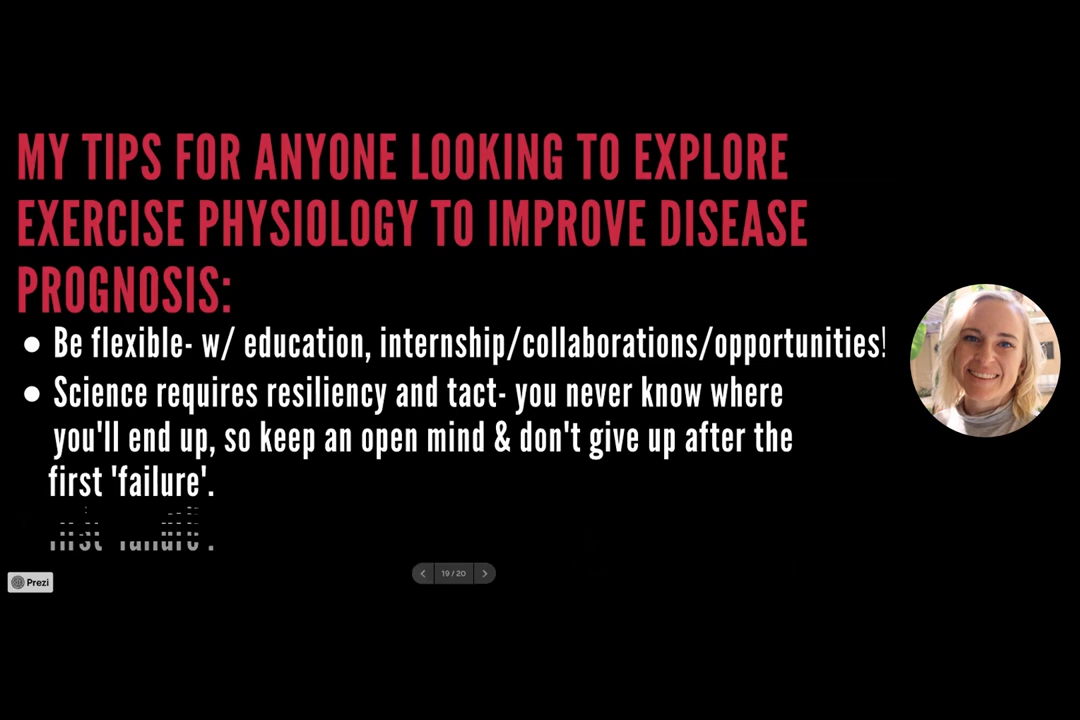 MY TIPS FOR ANYONE LOOKING TO EXPLORE
EXERCISE PHYSIOLOGY TO IMPROVE DISEASE
PROGNOSIS:
● Be flexible- w/ education, internship/collaborations/opportunities!
● Science requires resiliency and tact- you never know where
you'll end up, so keep an open mind & don't give up after the
first 'failure'.
Prezi
19 / 20